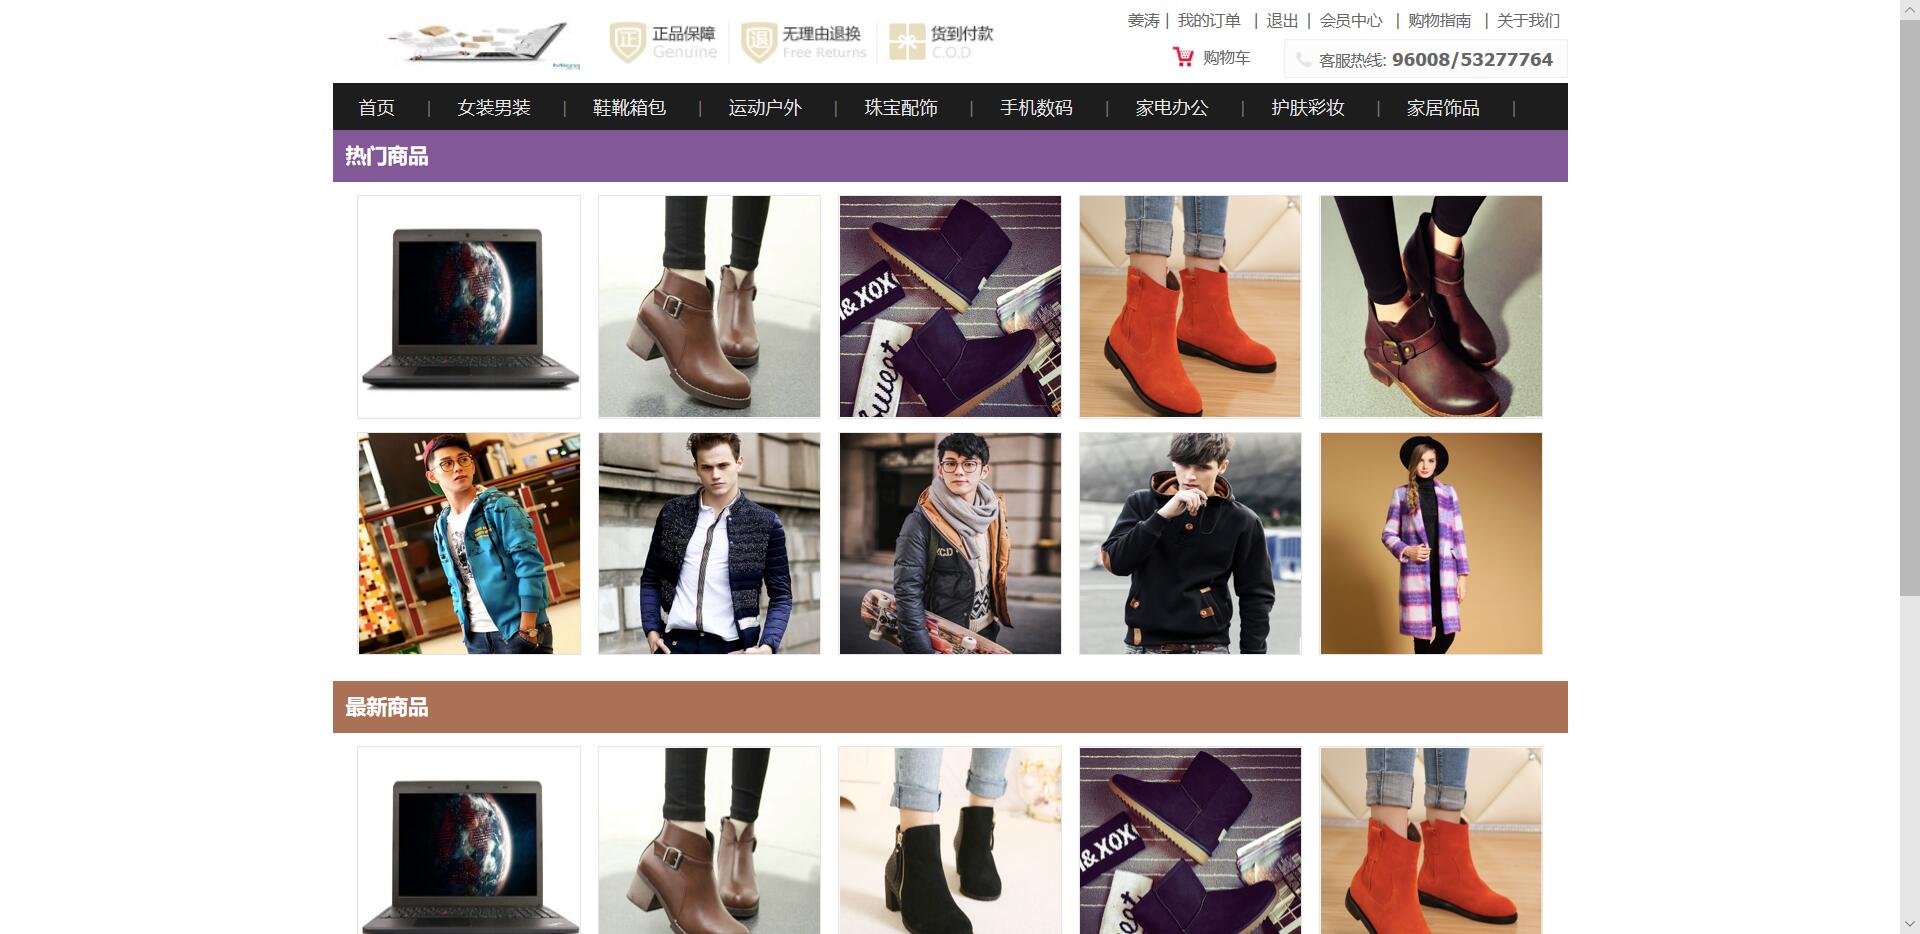 正品保障 无理由退换 货到付款
Genuine Free Returns C.O.D
姜涛 | 我的订单 | 退出 | 会员中心 | 购物指南 | 关于我们
购物车 客服热线: 96008/53277764
首页 | 女装男装 | 鞋靴箱包 | 运动户外 | 珠宝配饰 | 手机数码 | 家电办公 | 护肤彩妆 | 家居饰品 |
热门商品
&XOX
Sweet
最新商品
&XOX